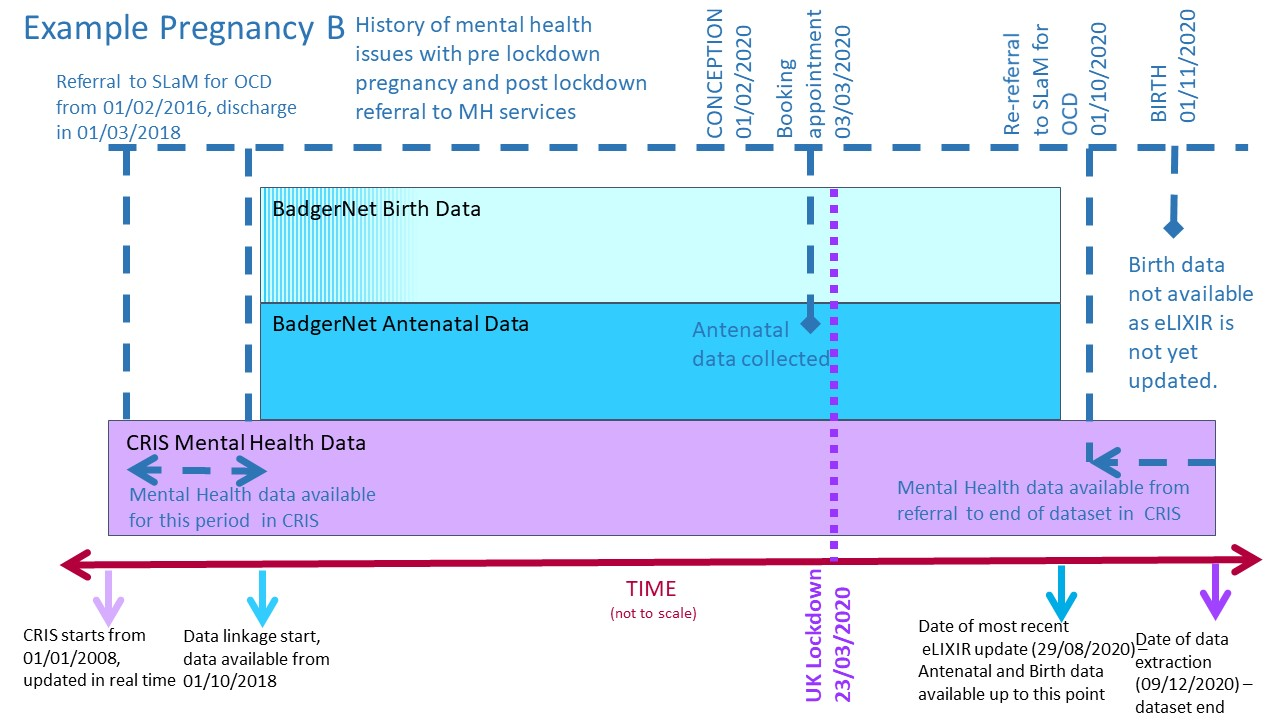 Example Pregnancy B
History of mental health
issues with pre lockdown
pregnancy and post lockdown
referral to MH services
Referral to SLaM for OCD
from 01/02/2016, discharge
in 01/03/2018
CONCEPTION
01/02/2020
Booking
appointment
03/03/2020
Re-referral
to SLaM for
OCD
01/10/2020
BIRTH
01/11/2020
BadgerNet Birth Data
BadgerNet Antenatal Data
Antenatal
data collected
Birth data
not available
as eLIXIR is
not yet
updated.
CRIS Mental Health Data
Mental Health data available
for this period in CRIS
Mental Health data available from
referral to end of dataset in CRIS
TIME
(not to scale)
UK Lockdown
23/03/2020
CRIS starts from
01/01/2008,
updated in real time
Data linkage start,
data available from
01/10/2018
Date of most recent
eLIXIR update (29/08/2020)–
Antenatal and Birth data
available up to this point
Date of data
extraction
(09/12/2020) –
dataset end